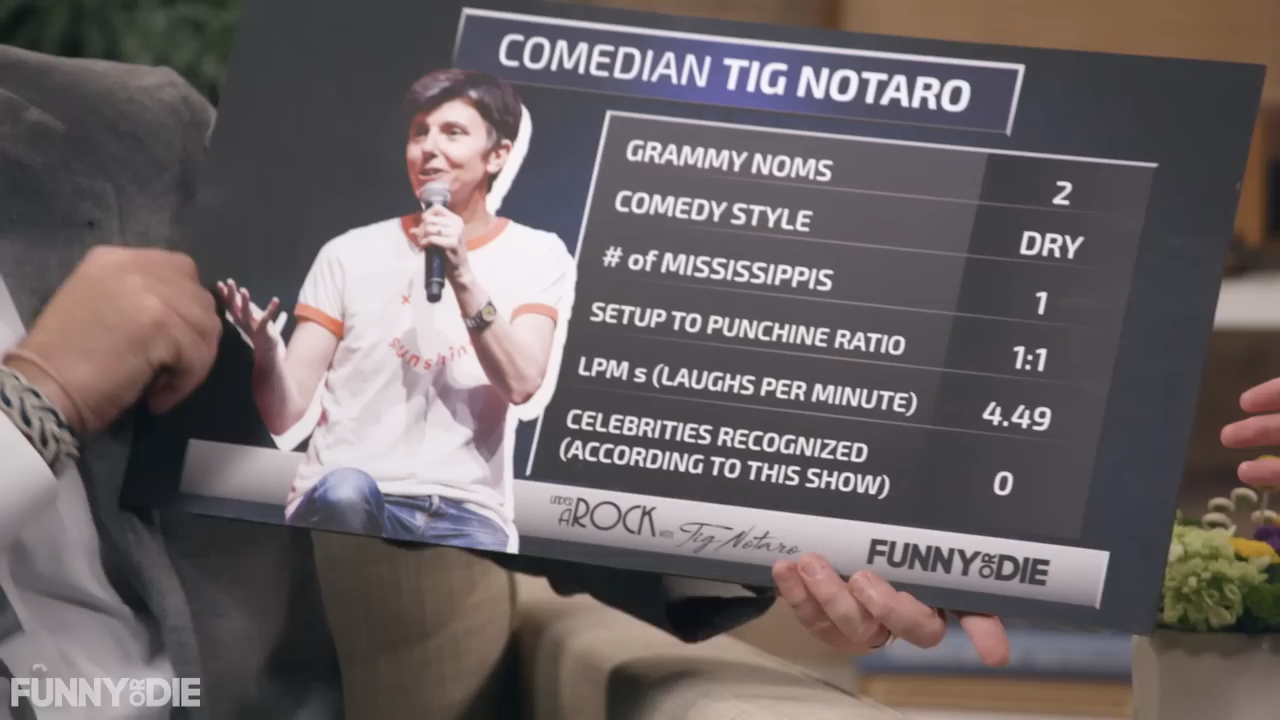 COMEDIAN TIG NOTARO
GRAMMY NOMS 2
COMEDY STYLE DRY
# of MISSISSIPPIS 1
SETUP TO PUNCHINE RATIO 1:1
LPM s (LAUGHS PER MINUTE) 4.49
CELEBRITIES RECOGNIZED
(ACCORDING TO THIS SHOW) 0
x
sunshin
UNDER
A ROCK WITH Tig Notaro
FUNNY OR DIE
FUNNY OR DIE